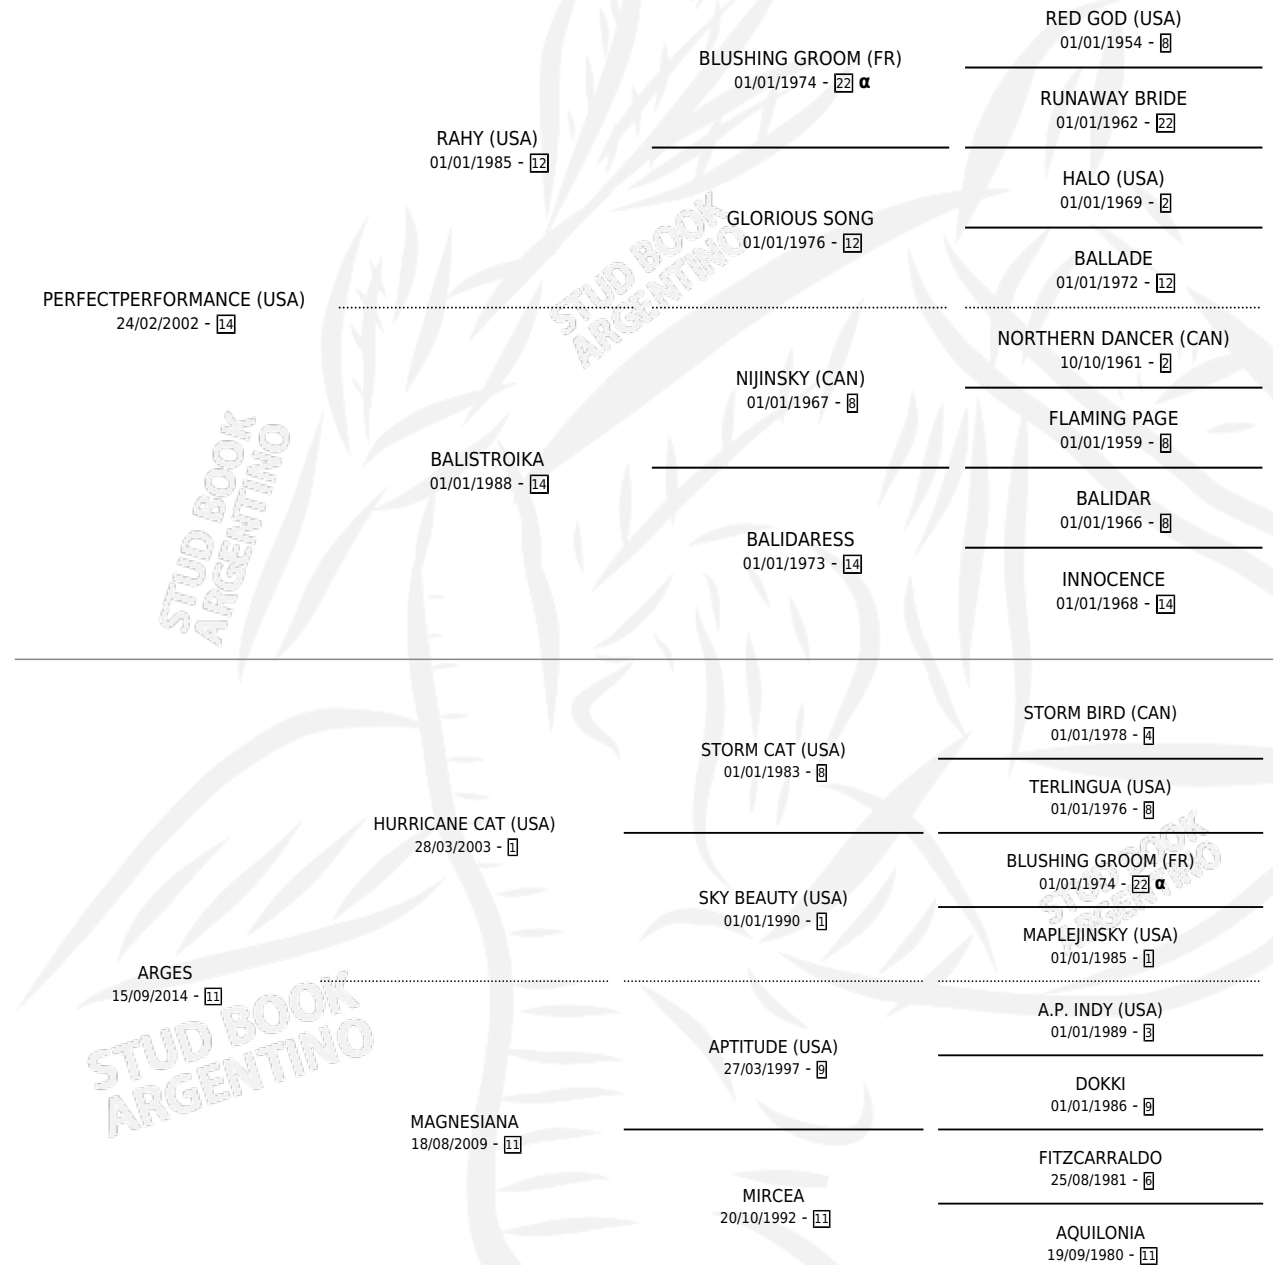 RED GOD (USA)
01/01/1954 - 8
BLUSHING GROOM (FR)
01/01/1974 - 22 α
RUNAWAY BRIDE
01/01/1962 - 22
RAHY (USA)
01/01/1985 - 12
HALO (USA)
01/01/1969 - 2
GLORIOUS SONG
01/01/1976 - 12
BALLADE
01/01/1972 - 12
PERFECTPERFORMANCE (USA)
24/02/2002 - 14
NORTHERN DANCER (CAN)
10/10/1961 - 2
NIJINSKY (CAN)
01/01/1967 - 8
FLAMING PAGE
01/01/1959 - 8
BALISTROIKA
01/01/1988 - 14
BALIDAR
01/01/1966 - 8
BALIDARESS
01/01/1973 - 14
INNOCENCE
01/01/1968 - 14
STORM BIRD (CAN)
01/01/1978 - 4
STORM CAT (USA)
01/01/1983 - 8
TERLINGUA (USA)
01/01/1976 - 8
HURRICANE CAT (USA)
28/03/2003 - 1
BLUSHING GROOM (FR)
01/01/1974 - 22 α
SKY BEAUTY (USA)
01/01/1990 - 1
MAPLEJINSKY (USA)
01/01/1985 - 1
ARGES
15/09/2014 - 11
A.P. INDY (USA)
01/01/1989 - 3
APTITUDE (USA)
27/03/1997 - 9
DOKKI
01/01/1986 - 9
MAGNESIANA
18/08/2009 - 11
FITZCARRALDO
25/08/1981 - 6
MIRCEA
20/10/1992 - 11
AQUILONIA
19/09/1980 - 11
STUD BOOK
ARGENTINO
STUD BOOK
ARGENTINO
STUD BOOK
ARGENTINO
STUD BOOK
ARGENTINO